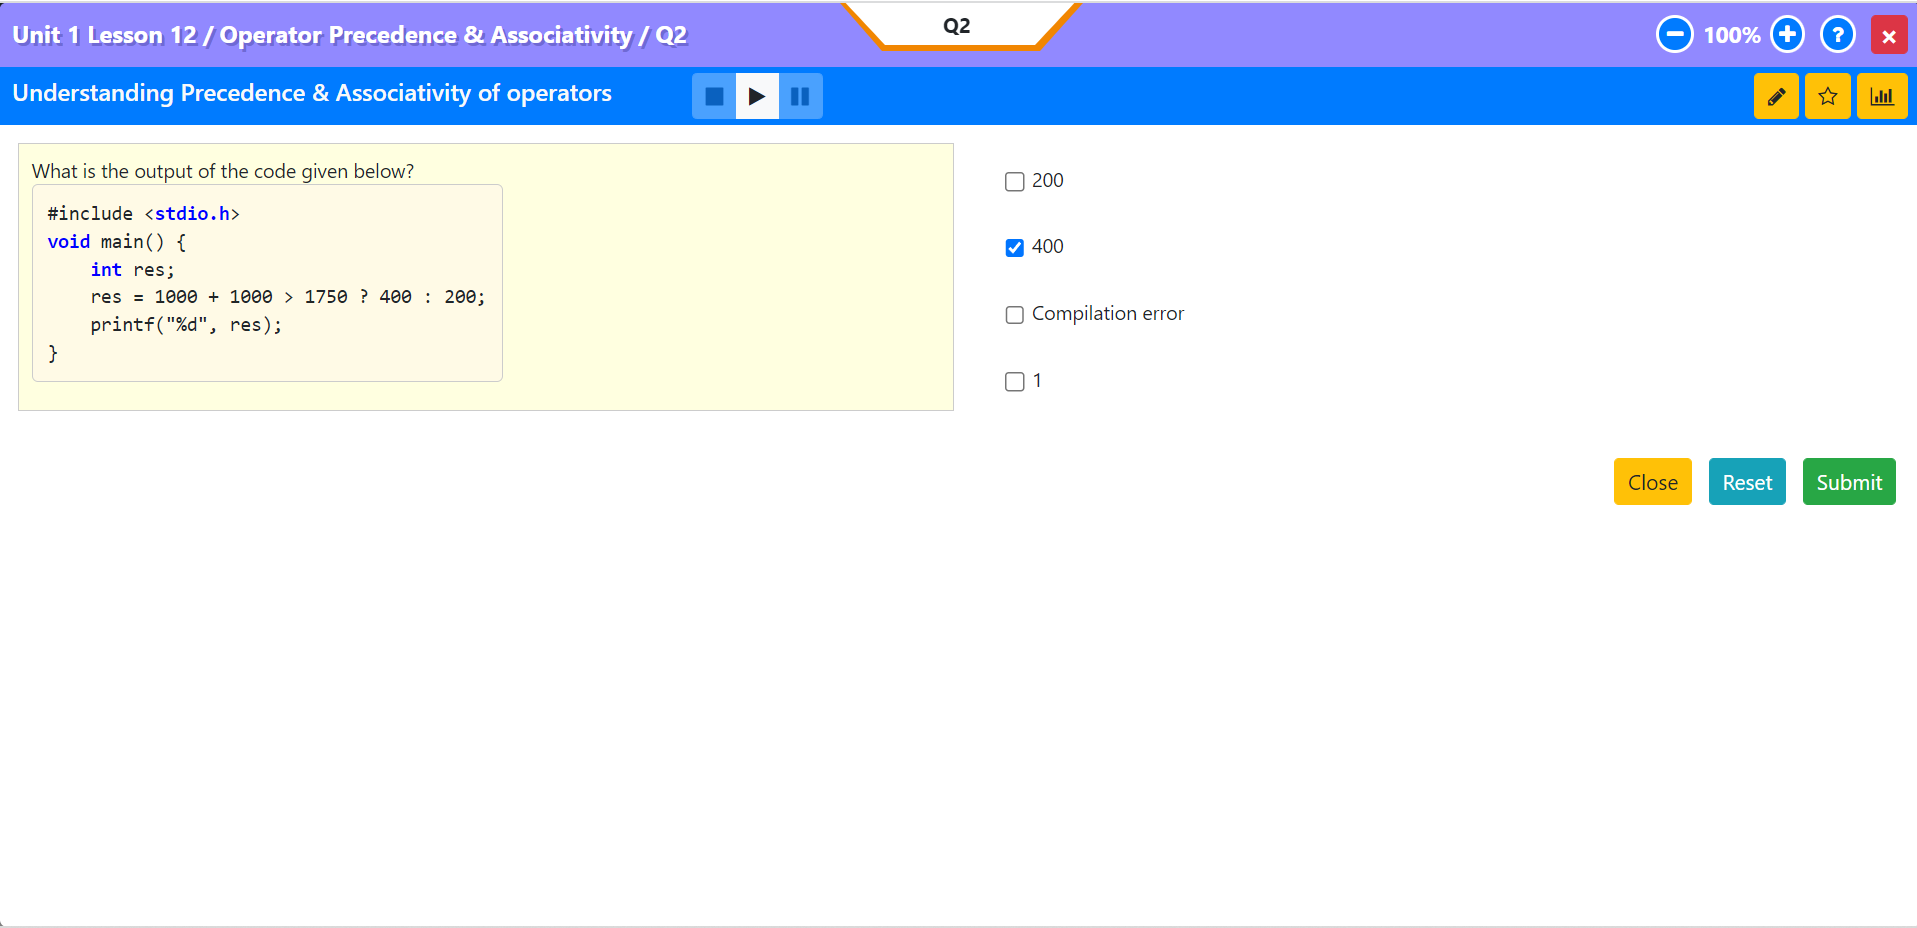 Unit 1 Lesson 12 / Operator Precedence & Associativity / Q2
Q2
100%
Understanding Precedence & Associativity of operators
What is the output of the code given below?
#include <stdio.h>
void main() {
    int res;
    res = 1000 + 1000 > 1750 ? 400 : 200;
    printf("%d", res);
}
200
400
Compilation error
1
Close
Reset
Submit